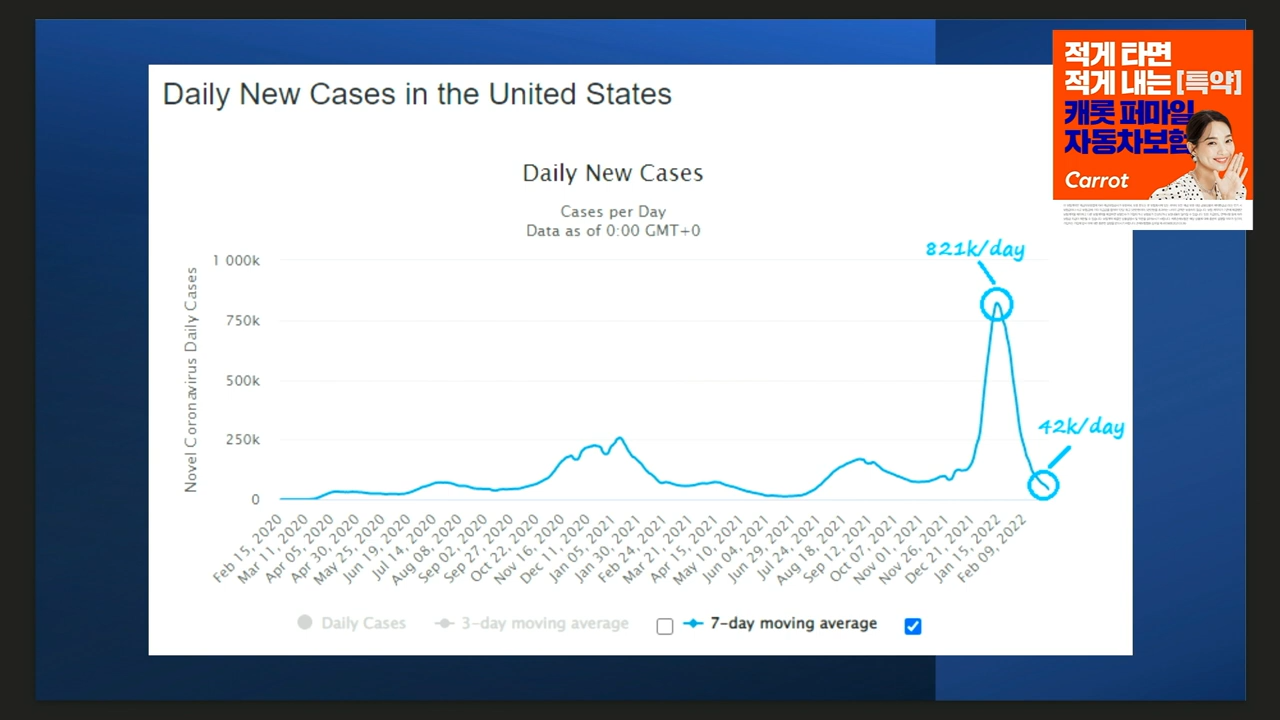 Daily New Cases in the United States
적게 타면
적게 내는 [특약]
캐롯 퍼마일
자동차보험
Carrot
Daily New Cases
Cases per Day
Data as of 0:00 GMT+0
821k/day
42k/day
Novel Coronavirus Daily Cases
1 000k
750k
500k
250k
0
Feb 15, 2020
Mar 11, 2020
Apr 05, 2020
Apr 30, 2020
May 25, 2020
Jun 19, 2020
Jul 14, 2020
Aug 08, 2020
Sep 02, 2020
Sep 27, 2020
Oct 22, 2020
Nov 16, 2020
Dec 11, 2020
Jan 05, 2021
Jan 30, 2021
Feb 24, 2021
Mar 21, 2021
Apr 15, 2021
May 10, 2021
Jun 04, 2021
Jun 29, 2021
Jul 24, 2021
Aug 18, 2021
Sep 12, 2021
Oct 07, 2021
Nov 01, 2021
Nov 26, 2021
Dec 21, 2021
Jan 15, 2022
Feb 09, 2022
Daily Cases
3-day moving average
7-day moving average